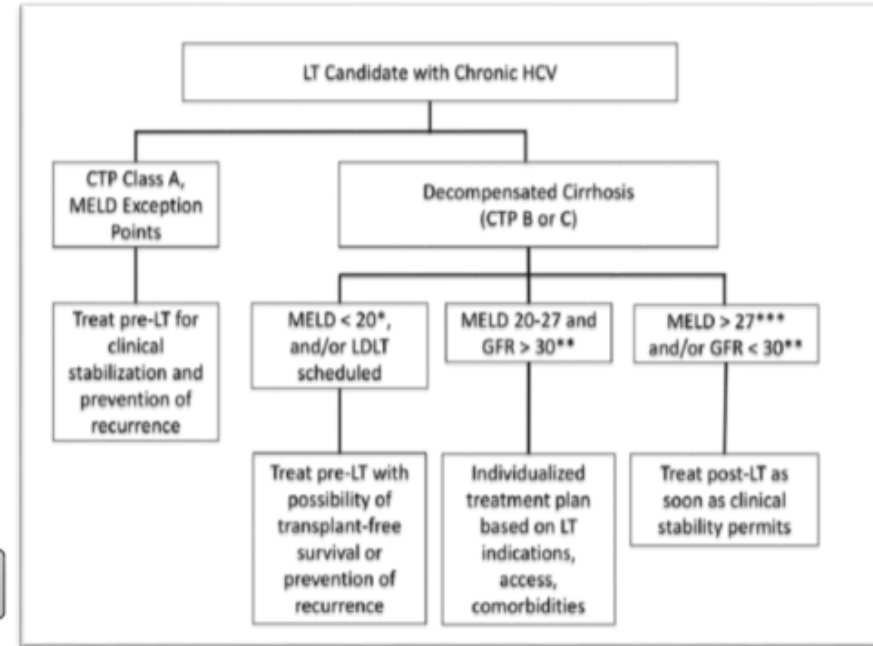 LT Candidate with Chronic HCV
CTP Class A,
MELD Exception
Points
Decompensated Cirrhosis
(CTP B or C)
Treat pre-LT for
clinical
stabilization and
prevention of
recurrence
MELD < 20*,
and/or LDLT
scheduled
MELD 20-27 and
GFR > 30**
MELD > 27***
and/or GFR < 30**
Treat pre-LT with
possibility of
transplant-free
survival or
prevention of
recurrence
Individualized
treatment plan
based on LT
indications,
access,
comorbidities
Treat post-LT as
soon as clinical
stability permits